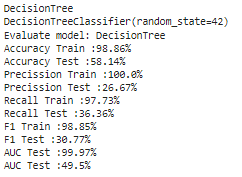 DecisionTree
DecisionTreeClassifier(random_state=42)
Evaluate model: DecisionTree
Accuracy Train :98.86%
Accuracy Test :58.14%
Precission Train :100.0%
Precission Test :26.67%
Recall Train :97.73%
Recall Test :36.36%
F1 Train :98.85%
F1 Test :30.77%
AUC Test :99.97%
AUC Test :49.5%